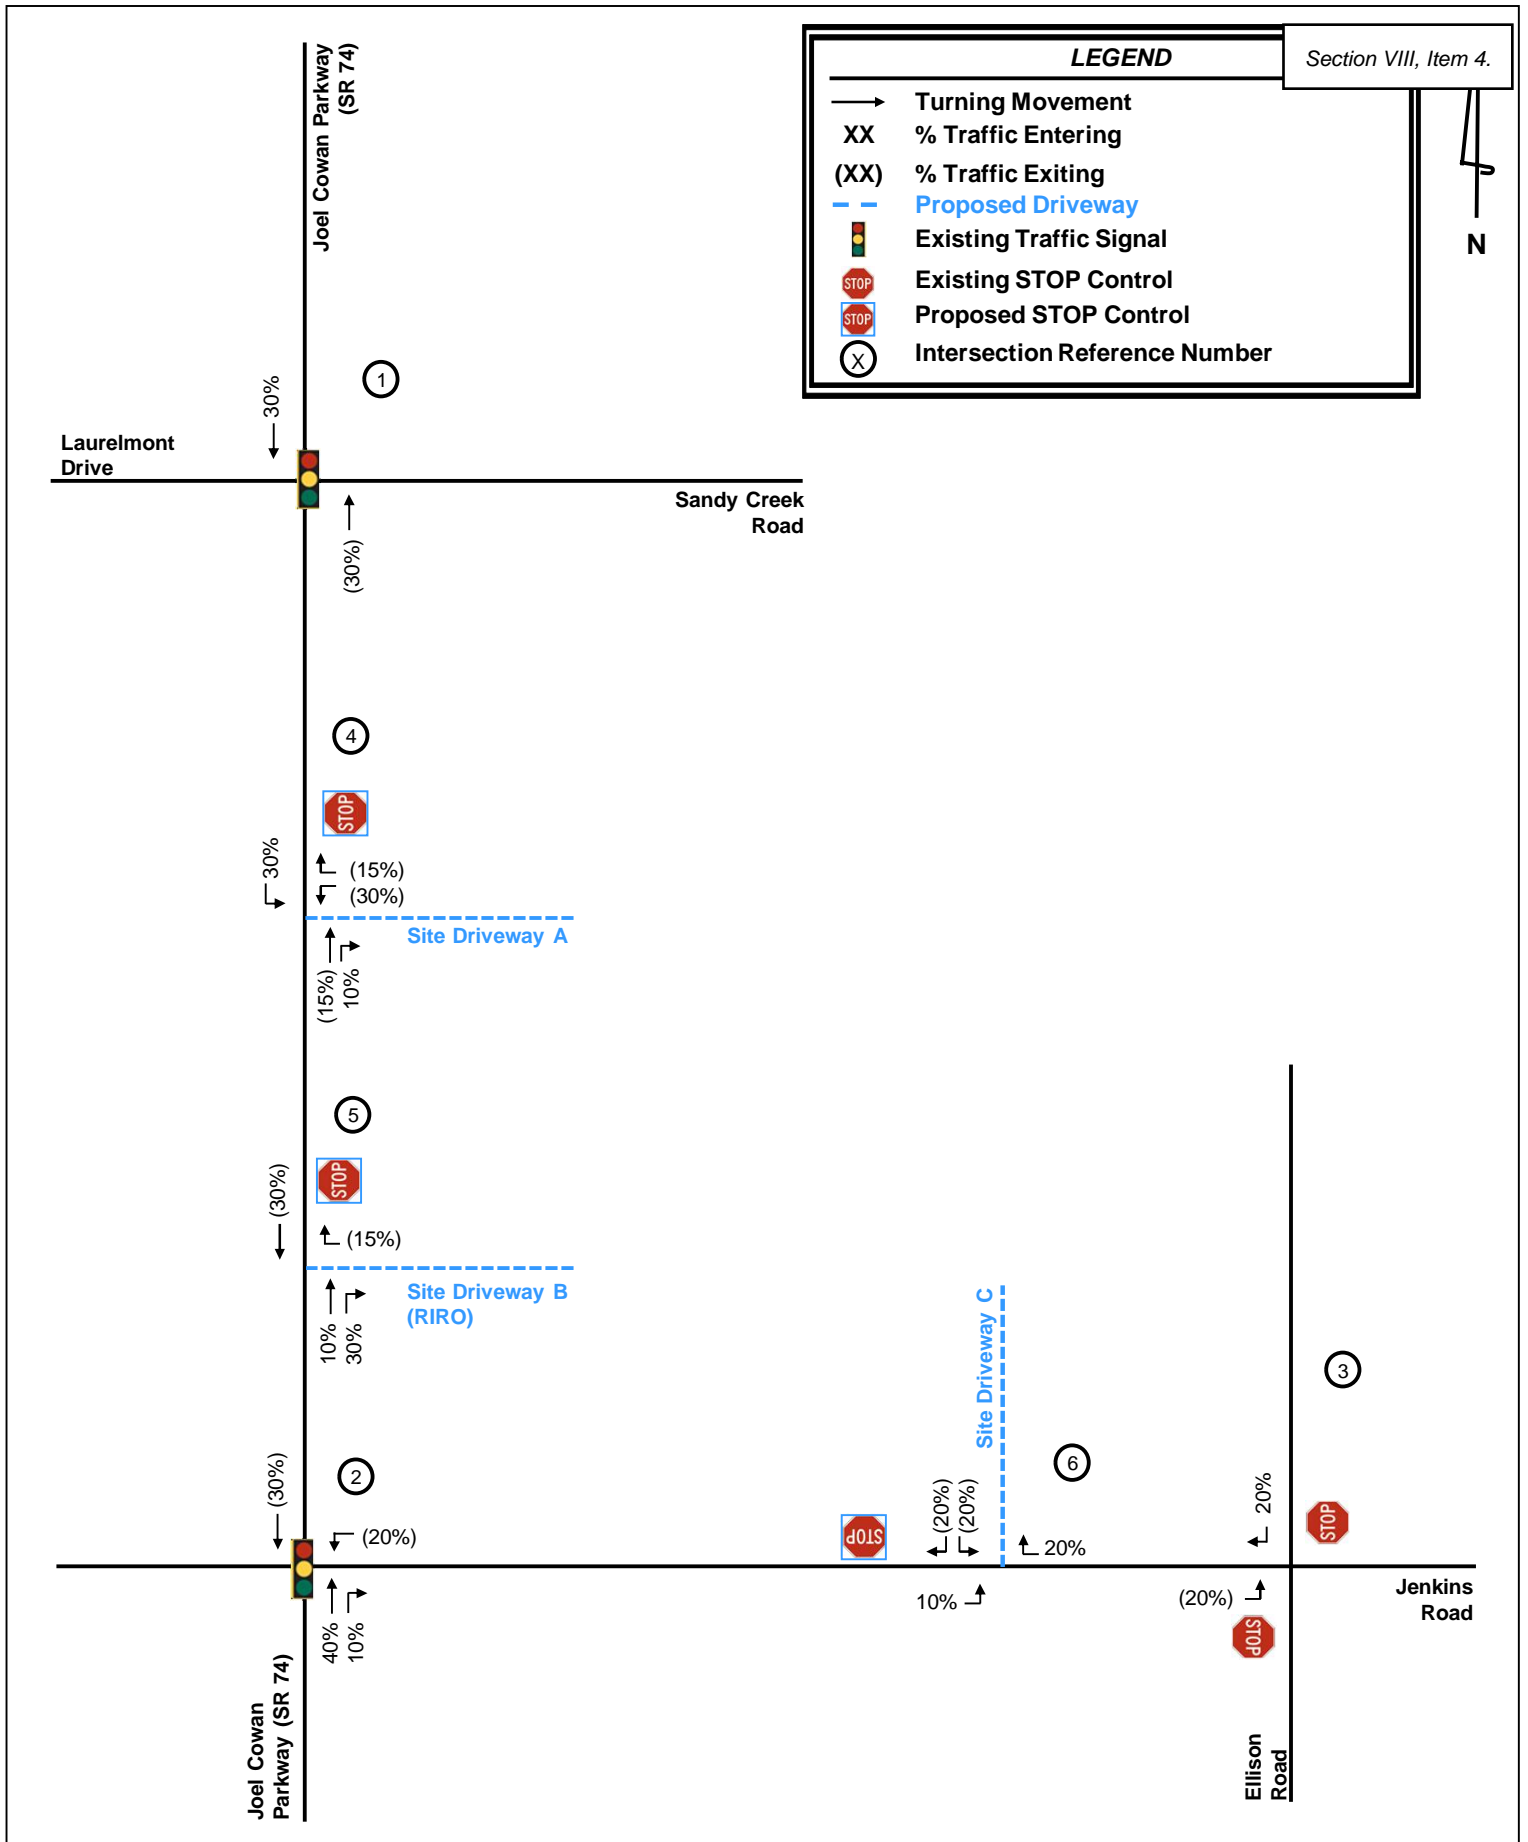 Section VIII, Item 4.
LEGEND
Turning Movement
XX % Traffic Entering
(XX) % Traffic Exiting
Proposed Driveway
Existing Traffic Signal
STOP Existing STOP Control
STOP Proposed STOP Control
X Intersection Reference Number
N
Joel Cowan Parkway
(SR 74)
1
30%
Laurelmont
Drive
Sandy Creek
Road
(30%)
4
STOP
30%
(15%)
(30%)
Site Driveway A
(15%)
10%
5
STOP
(30%)
(15%)
Site Driveway B
(RIRO)
10%
30%
Site Driveway C
3
2
6
(30%)
(20%)
STOP
(20%)
(20%)
20%
20%
STOP
40%
10%
10%
(20%)
STOP
Jenkins
Road
Joel Cowan
Parkway (SR 74)
Ellison
Road